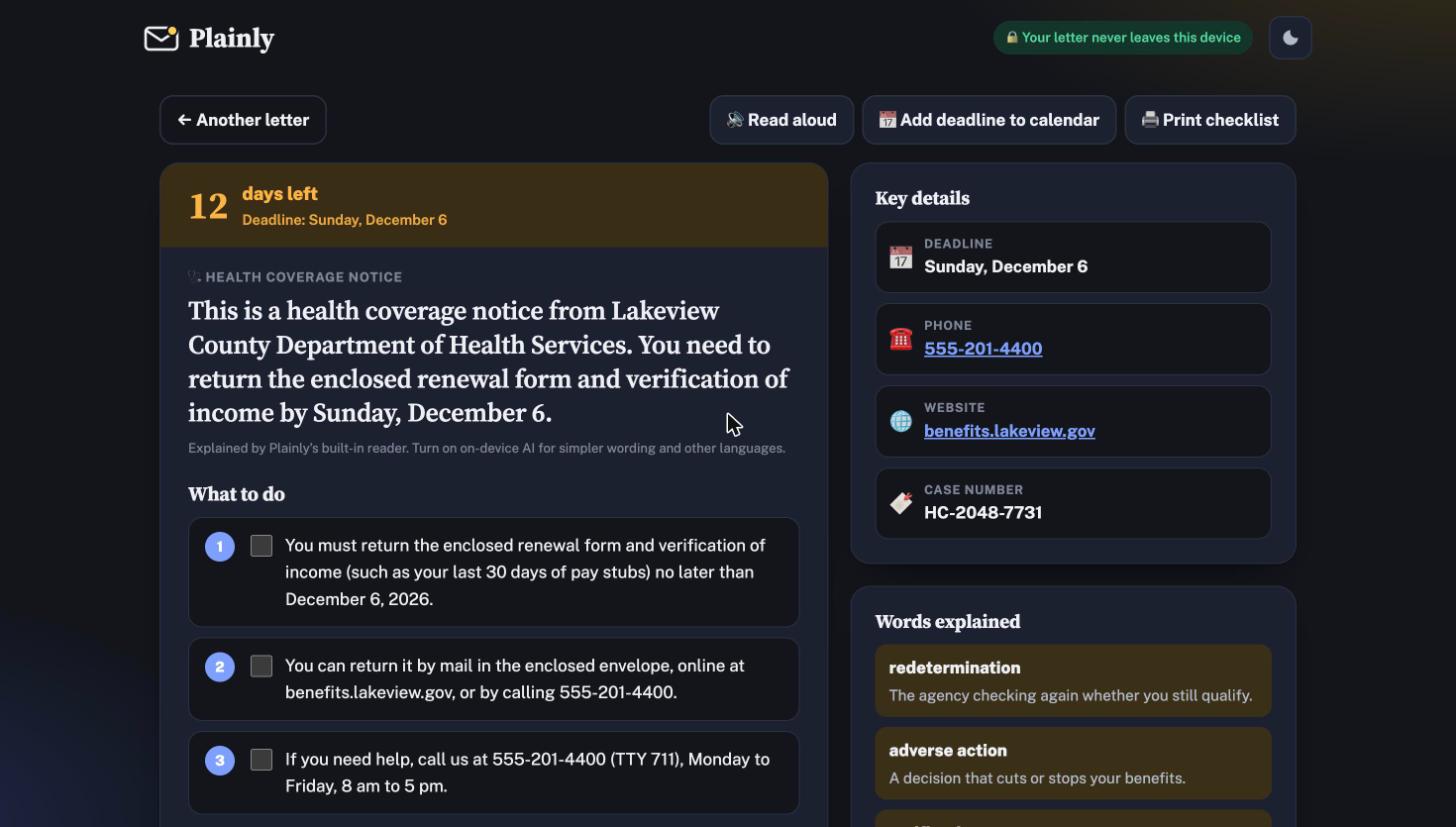 Plainly
🔒 Your letter never leaves this device
← Another letter
🔊 Read aloud
📅 Add deadline to calendar
🖨️ Print checklist
12
days left
Deadline: Sunday, December 6
🩺 HEALTH COVERAGE NOTICE
This is a health coverage notice from Lakeview
County Department of Health Services. You need to
return the enclosed renewal form and verification of
income by Sunday, December 6.
Explained by Plainly's built-in reader. Turn on on-device AI for simpler wording and other languages.
What to do
1
You must return the enclosed renewal form and verification of
income (such as your last 30 days of pay stubs) no later than
December 6, 2026.
2
You can return it by mail in the enclosed envelope, online at
benefits.lakeview.gov, or by calling 555-201-4400.
3
If you need help, call us at 555-201-4400 (TTY 711), Monday to
Friday, 8 am to 5 pm.
Key details
DEADLINE
Sunday, December 6
PHONE
555-201-4400
WEBSITE
benefits.lakeview.gov
CASE NUMBER
HC-2048-7731
Words explained
redetermination
The agency checking again whether you still qualify.
adverse action
A decision that cuts or stops your benefits.